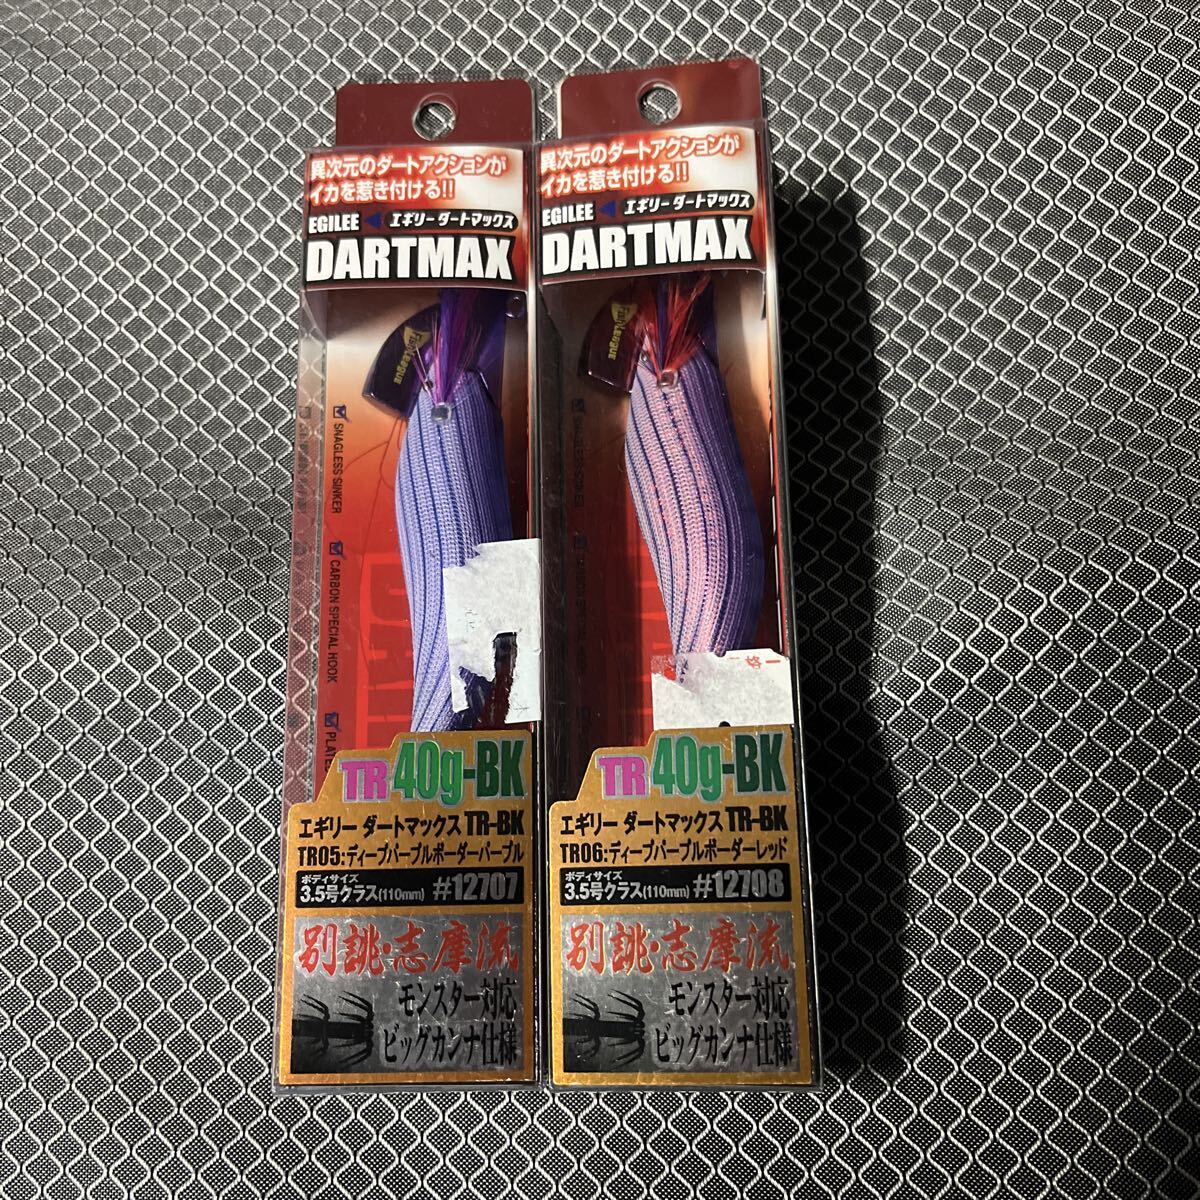 異次元のダートアクションが
イカを惹き付ける!!
EGILEE エギリー ダートマックス
DARTMAX
Fish League
SNAGLESS SINKER
CARBON SPECIAL HOOK
TR 40g-BK
エギリー ダートマックス TR-BK
TR05:ディープパープルボーダーパープル
ボディサイズ
3.5号クラス(110mm) #12707
別誂・志摩流
モンスター対応
ビッグカンナ仕様
異次元のダートアクションが
イカを惹き付ける!!
EGILEE エギリー ダートマックス
DARTMAX
Fish League
TR 40g-BK
エギリー ダートマックス TR-BK
TR06:ディープパープルボーダーレッド
ボディサイズ
3.5号クラス(110mm) #12708
別誂・志摩流
モンスター対応
ビッグカンナ仕様